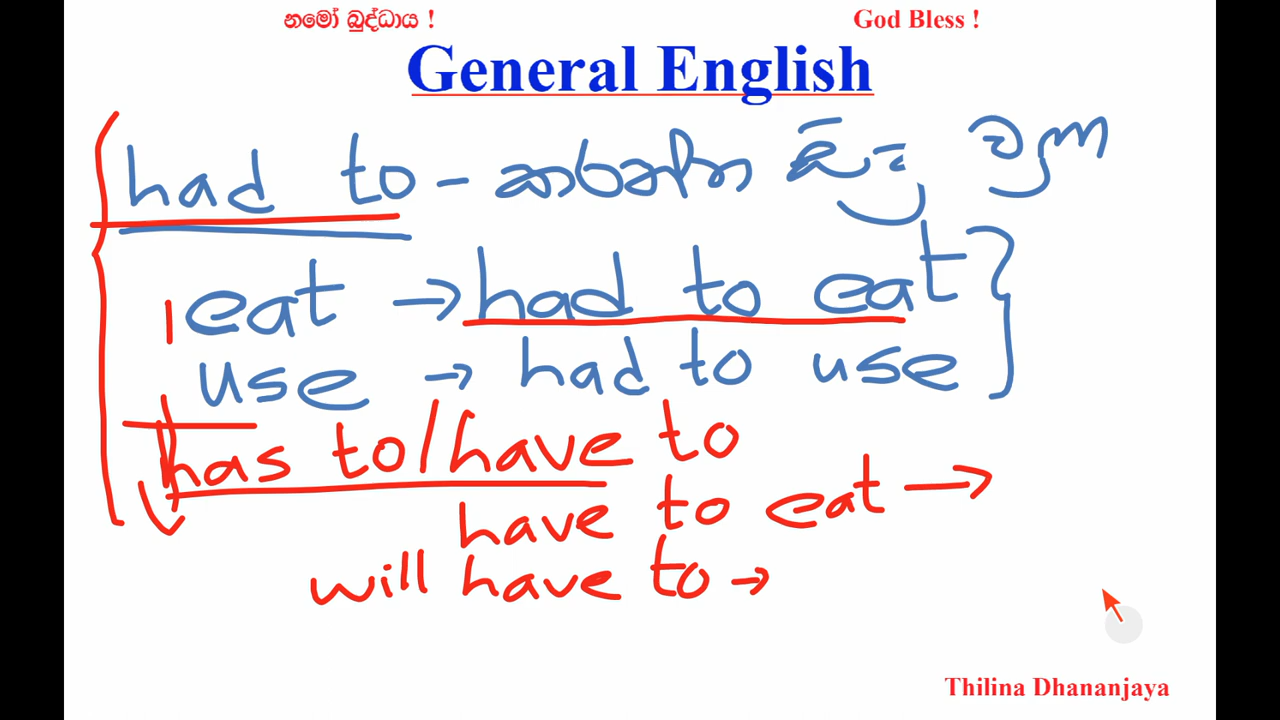 නමෝ බුද්ධාය ! God Bless !
General English
had to - කරන්න සිදු වුන
eat → had to eat
use → had to use
has to/have to
have to eat →
will have to →
Thilina Dhananjaya